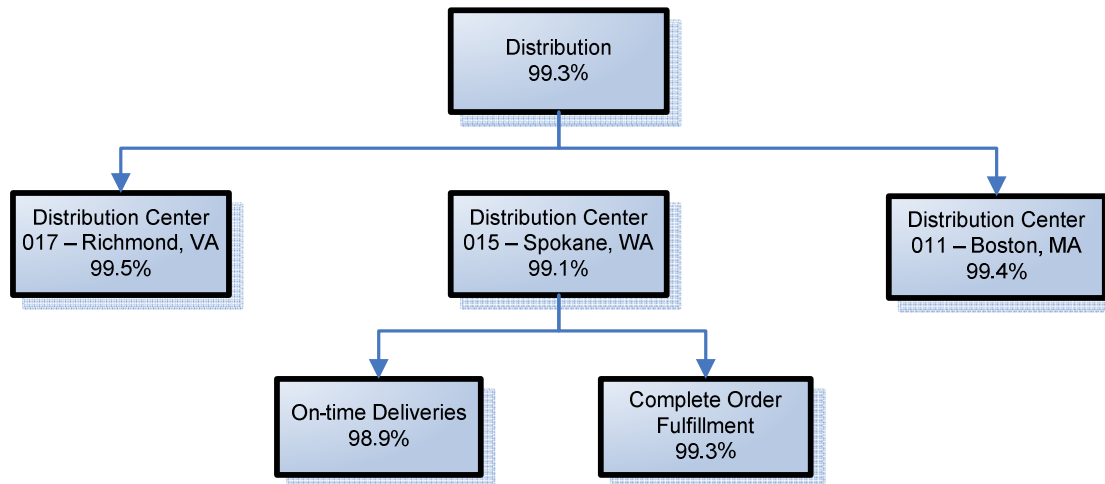 Distribution
99.3%
Distribution Center
017 – Richmond, VA
99.5%
Distribution Center
015 – Spokane, WA
99.1%
Distribution Center
011 – Boston, MA
99.4%
On-time Deliveries
98.9%
Complete Order
Fulfillment
99.3%